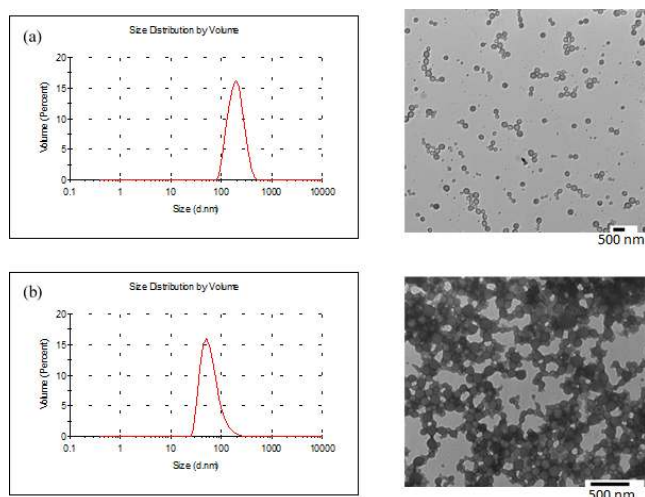 (a)
Size Distribution by Volume
Volume (Percent)
20
15
10
5
0
0.1 1 10 100 1000 10000
Size (d.nm)
500 nm
(b)
Size Distribution by Volume
Volume (Percent)
20
15
10
5
0
0.1 1 10 100 1000 10000
Size (d.nm)
500 nm